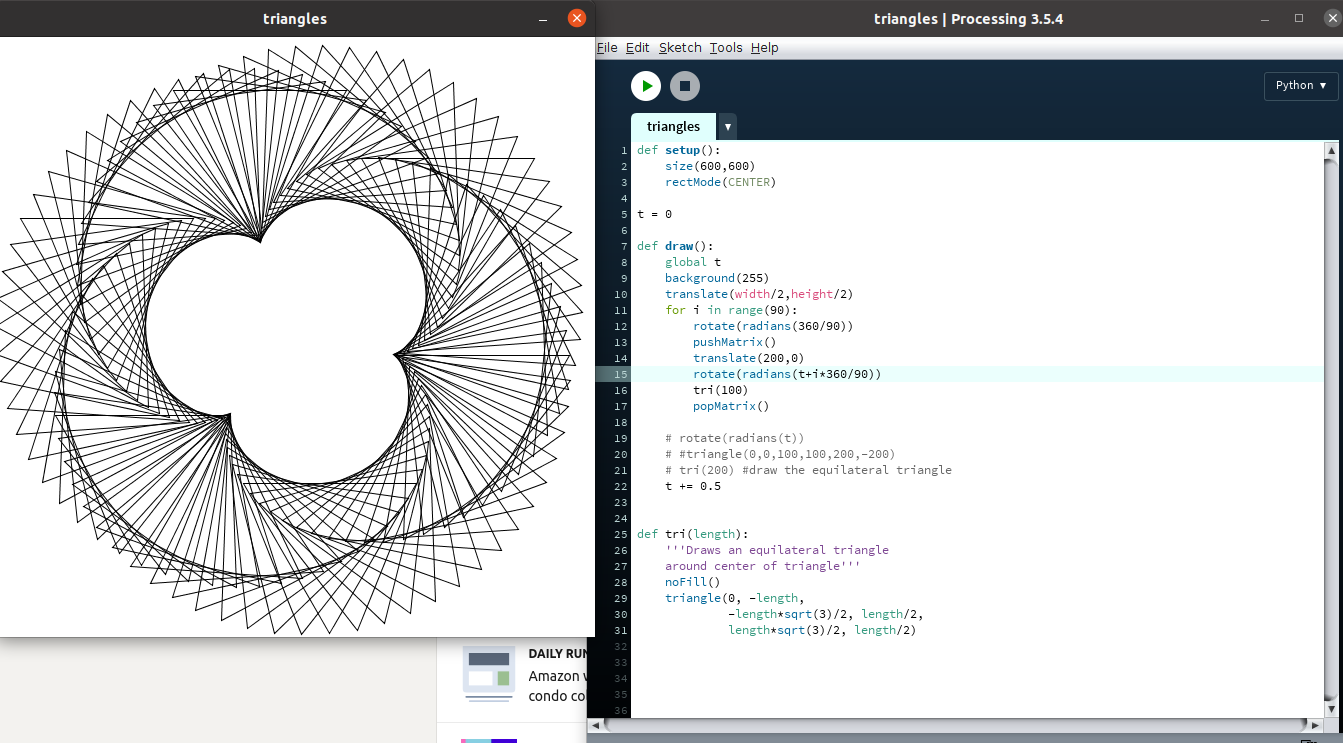 triangles
triangles | Processing 3.5.4
File Edit Sketch Tools Help
Python ▼
triangles ▼
1 def setup():
2     size(600,600)
3     rectMode(CENTER)
4
5 t = 0
6
7 def draw():
8     global t
9     background(255)
10     translate(width/2,height/2)
11     for i in range(90):
12         rotate(radians(360/90))
13         pushMatrix()
14         translate(200,0)
15         rotate(radians(t+i*360/90))
16         tri(100)
17         popMatrix()
18
19     # rotate(radians(t))
20     # #triangle(0,0,100,100,200,-200)
21     # tri(200) #draw the equilateral triangle
22     t += 0.5
23
24
25 def tri(length):
26     '''Draws an equilateral triangle
27     around center of triangle'''
28     noFill()
29     triangle(0, -length,
30              -length*sqrt(3)/2, length/2,
31              length*sqrt(3)/2, length/2)
32
33
34
35
36
DAILY RUN
Amazon
condo